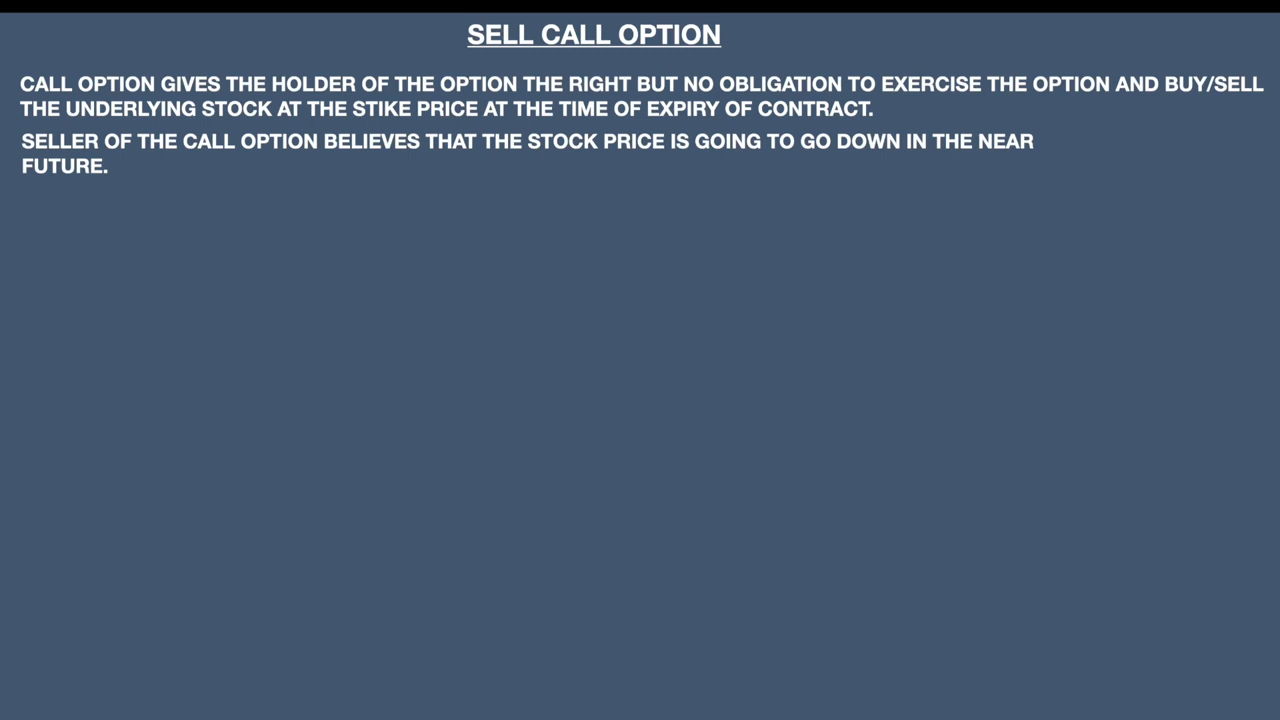 SELL CALL OPTION
CALL OPTION GIVES THE HOLDER OF THE OPTION THE RIGHT BUT NO OBLIGATION TO EXERCISE THE OPTION AND BUY/SELL
THE UNDERLYING STOCK AT THE STIKE PRICE AT THE TIME OF EXPIRY OF CONTRACT.
SELLER OF THE CALL OPTION BELIEVES THAT THE STOCK PRICE IS GOING TO GO DOWN IN THE NEAR
FUTURE.